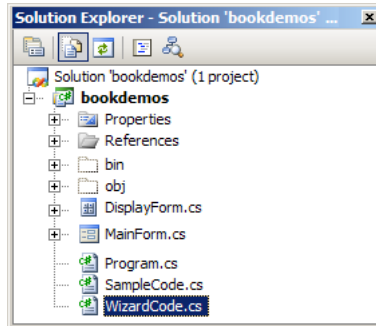 Solution Explorer - Solution 'bookdemos' ...
Solution 'bookdemos' (1 project)
bookdemos
Properties
References
bin
obj
DisplayForm.cs
MainForm.cs
Program.cs
SampleCode.cs
WizardCode.cs